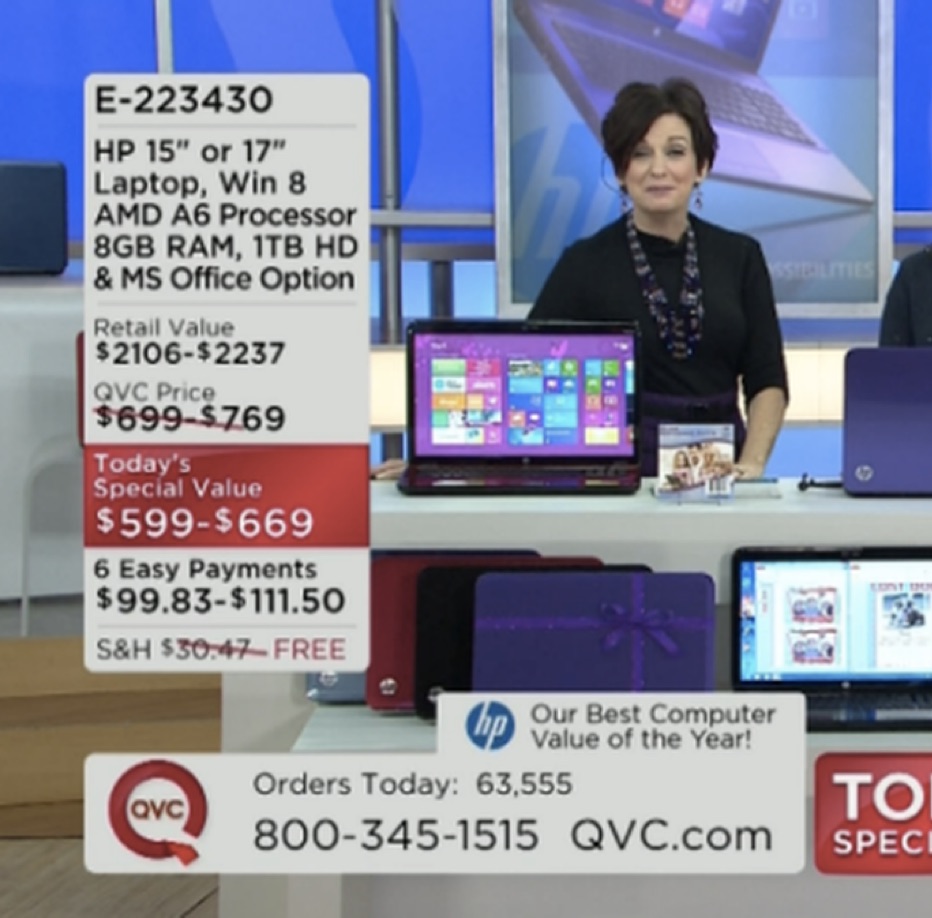 E-223430
HP 15" or 17"
Laptop, Win 8
AMD A6 Processor
8GB RAM, 1TB HD
& MS Office Option
Retail Value
$2106-$2237
QVC Price
$699-$769
Today's
Special Value
$599-$669
6 Easy Payments
$99.83-$111.50
S&H $30.47 FREE
hp
SSIBILITIES
hp
hp Our Best Computer
Value of the Year!
QVC
Orders Today: 63,555
800-345-1515 QVC.com
TO
SPEC